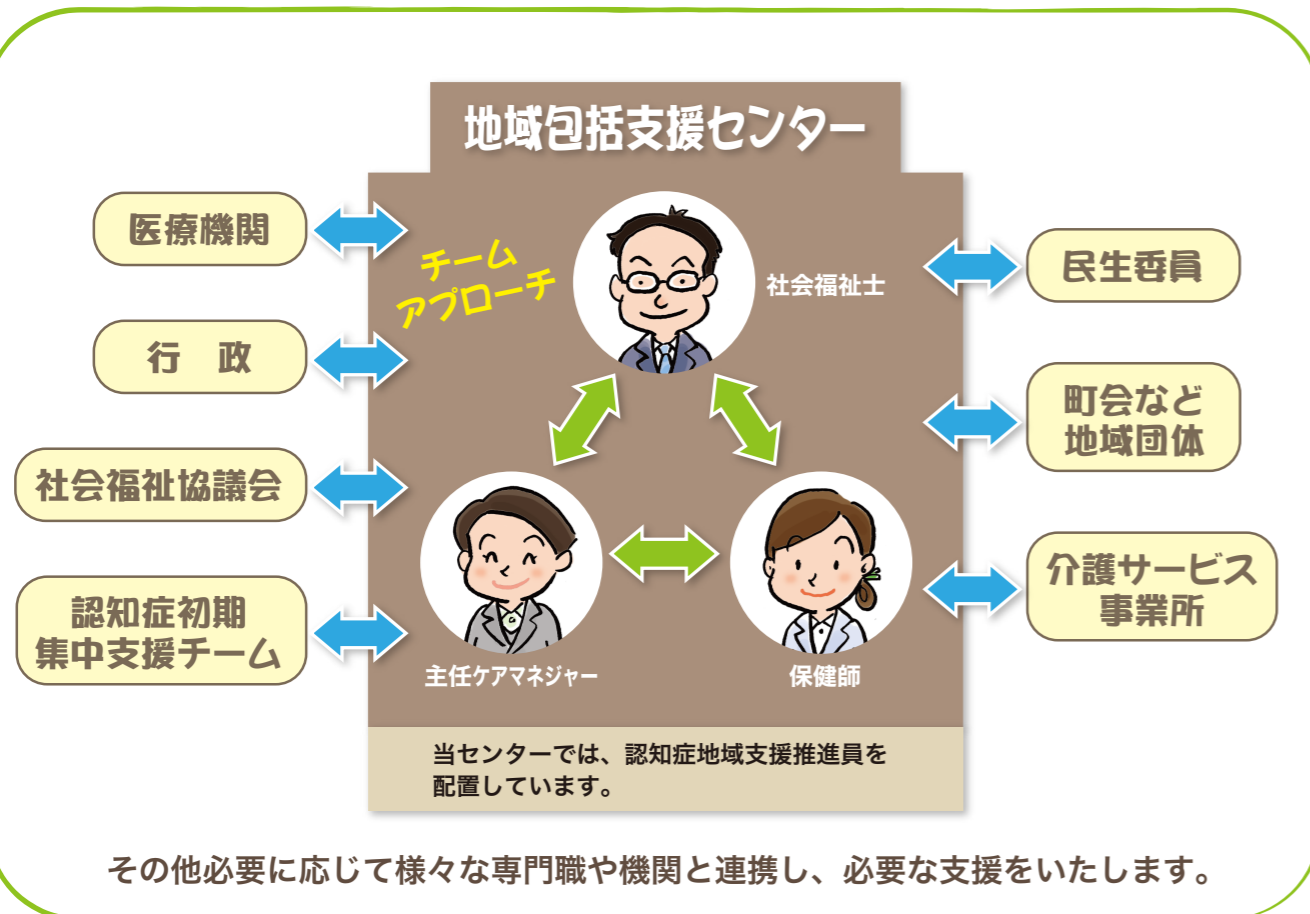 地域包括支援センター
医療機関
行 政
社会福祉協議会
認知症初期
集中支援チーム
チーム
アプローチ
社会福祉士
主任ケアマネジャー
保健師
民生委員
町会など
地域団体
介護サービス
事業所
当センターでは、認知症地域支援推進員を
配置しています。
その他必要に応じて様々な専門職や機関と連携し、必要な支援をいたします。